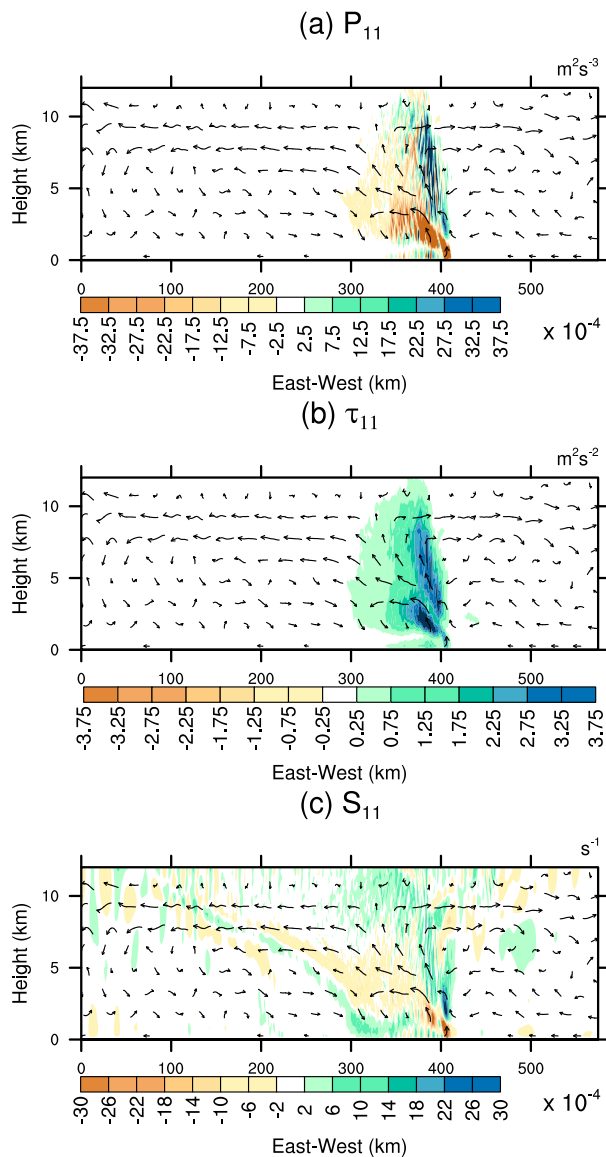 (a) P₁₁
m²s⁻³
10
5
0
Height (km)
0 100 200 300 400 500
-37.5 -32.5 -27.5 -22.5 -17.5 -12.5 -7.5 -2.5 2.5 7.5 12.5 17.5 22.5 27.5 32.5 37.5
x 10⁻⁴
East-West (km)
(b) τ₁₁
m²s⁻²
10
5
0
Height (km)
0 100 200 300 400 500
-3.75 -3.25 -2.75 -2.25 -1.75 -1.25 -0.75 -0.25 0.25 0.75 1.25 1.75 2.25 2.75 3.25 3.75
East-West (km)
(c) S₁₁
s⁻¹
10
5
0
Height (km)
0 100 200 300 400 500
-30 -26 -22 -18 -14 -10 -6 -2 2 6 10 14 18 22 26 30
x 10⁻⁴
East-West (km)